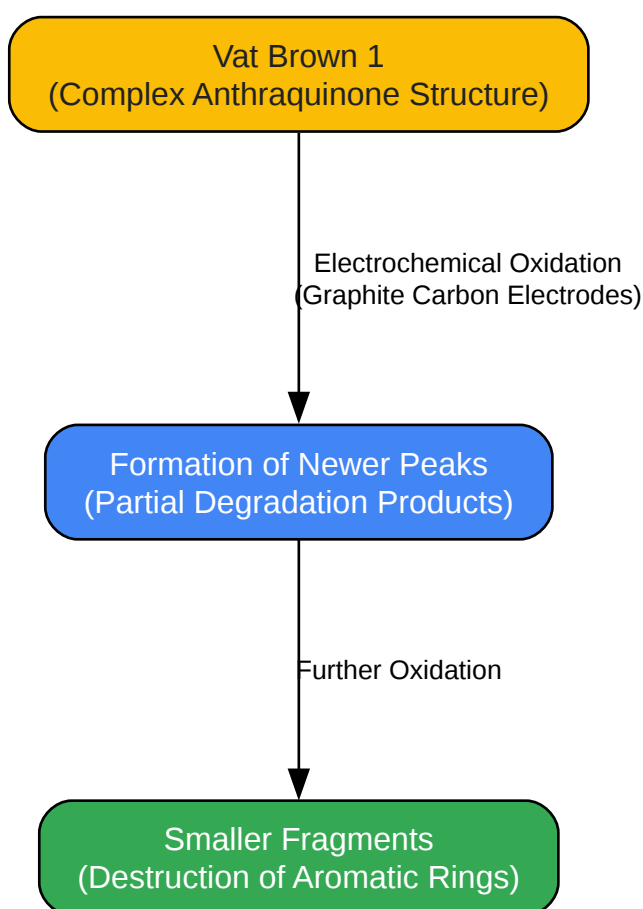 Vat Brown 1
(Complex Anthraquinone Structure)
Electrochemical Oxidation
(Graphite Carbon Electrodes)
Formation of Newer Peaks
(Partial Degradation Products)
Further Oxidation
Smaller Fragments
(Destruction of Aromatic Rings)